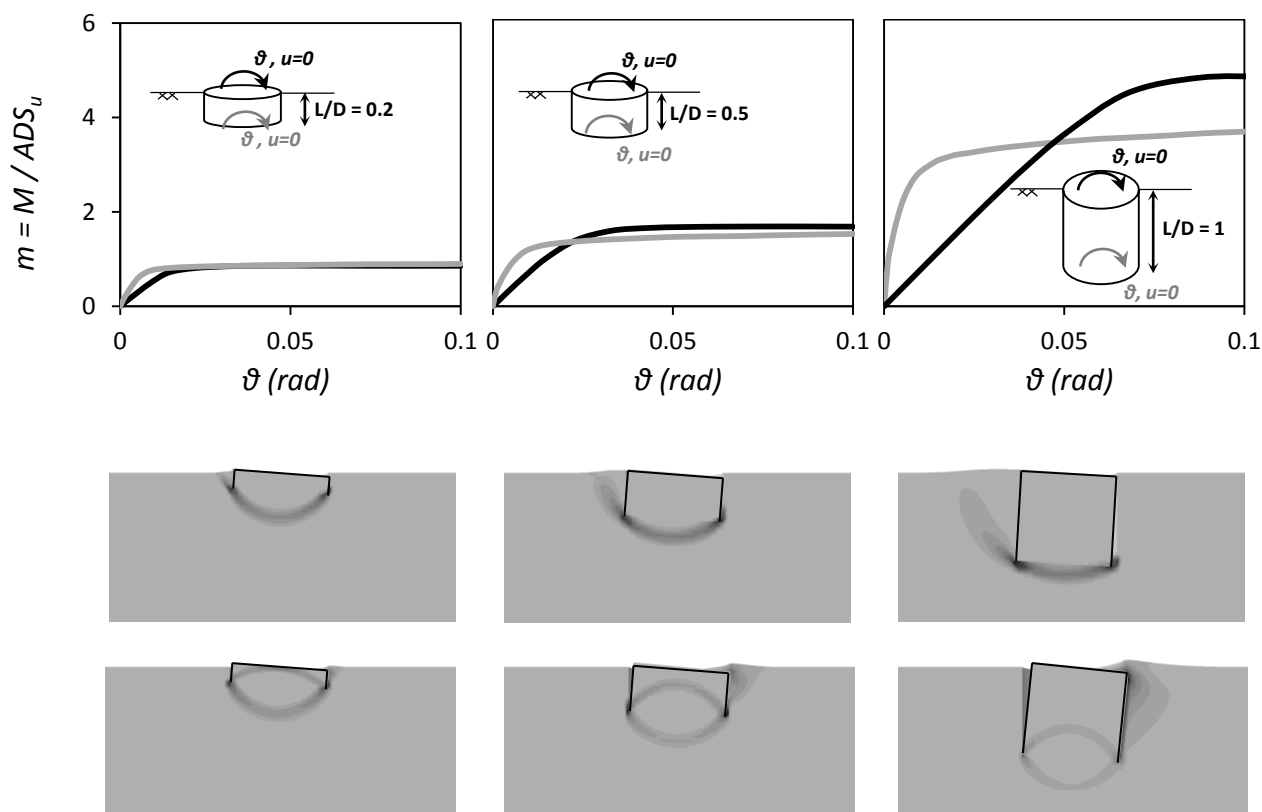 m = M / ADSu
6
4
2
0
ϑ , u=0
L/D = 0.2
ϑ , u=0
0
0.05
0.1
ϑ (rad)
ϑ, u=0
L/D = 0.5
ϑ, u=0
0
0.05
0.1
ϑ (rad)
ϑ, u=0
L/D = 1
ϑ, u=0
0
0.05
0.1
ϑ (rad)